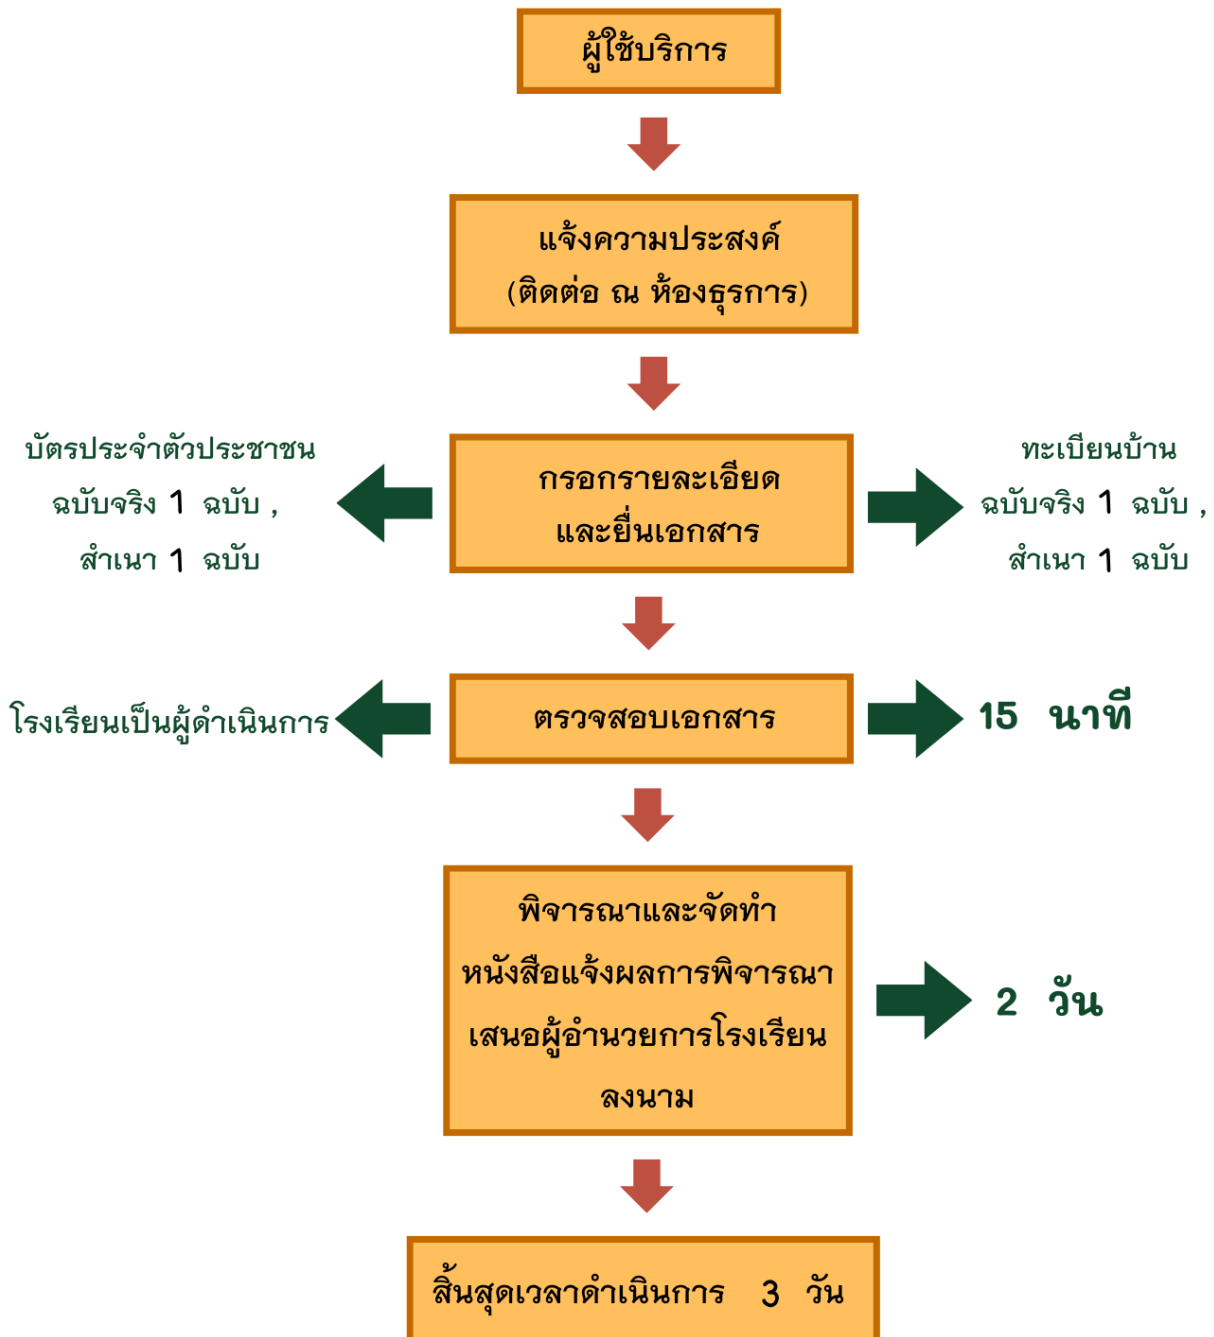 ผู้ใช้บริการ
แจ้งความประสงค์
(ติดต่อ ณ ห้องธุรการ)
บัตรประจำตัวประชาชน
ฉบับจริง 1 ฉบับ ,
สำเนา 1 ฉบับ
กรอกรายละเอียด
และยื่นเอกสาร
ทะเบียนบ้าน
ฉบับจริง 1 ฉบับ ,
สำเนา 1 ฉบับ
โรงเรียนเป็นผู้ดำเนินการ
ตรวจสอบเอกสาร
15 นาที
พิจารณาและจัดทำ
หนังสือแจ้งผลการพิจารณา
เสนอผู้อำนวยการโรงเรียน
ลงนาม
2 วัน
สิ้นสุดเวลาดำเนินการ 3 วัน